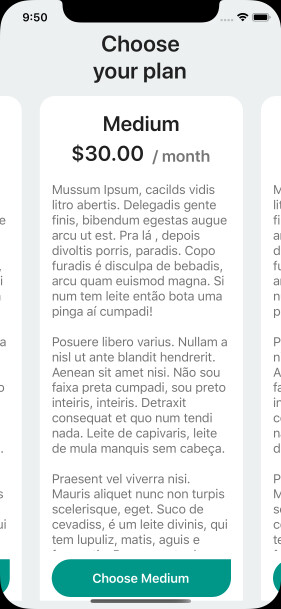 9:50
Choose
your plan
Medium
$30.00 / month
Mussum Ipsum, cacilds vidis
litro abertis. Delegadis gente
finis, bibendum egestas augue
arcu ut est. Pra lá , depois
divoltis porris, paradis. Copo
furadis é disculpa de bebadis,
arcu quam euismod magna. Si
num tem leite então bota uma
pinga aí cumpadi!
Posuere libero varius. Nullam a
nisl ut ante blandit hendrerit.
Aenean sit amet nisi. Não sou
faixa preta cumpadi, sou preto
inteiris, inteiris. Detraxit
consequat et quo num tendi
nada. Leite de capivaris, leite
de mula manquis sem cabeça.
Praesent vel viverra nisi.
Mauris aliquet nunc non turpis
scelerisque, eget. Suco de
cevadiss, é um leite divinis, qui
tem lupuliz, matis, aguis e
Choose Medium